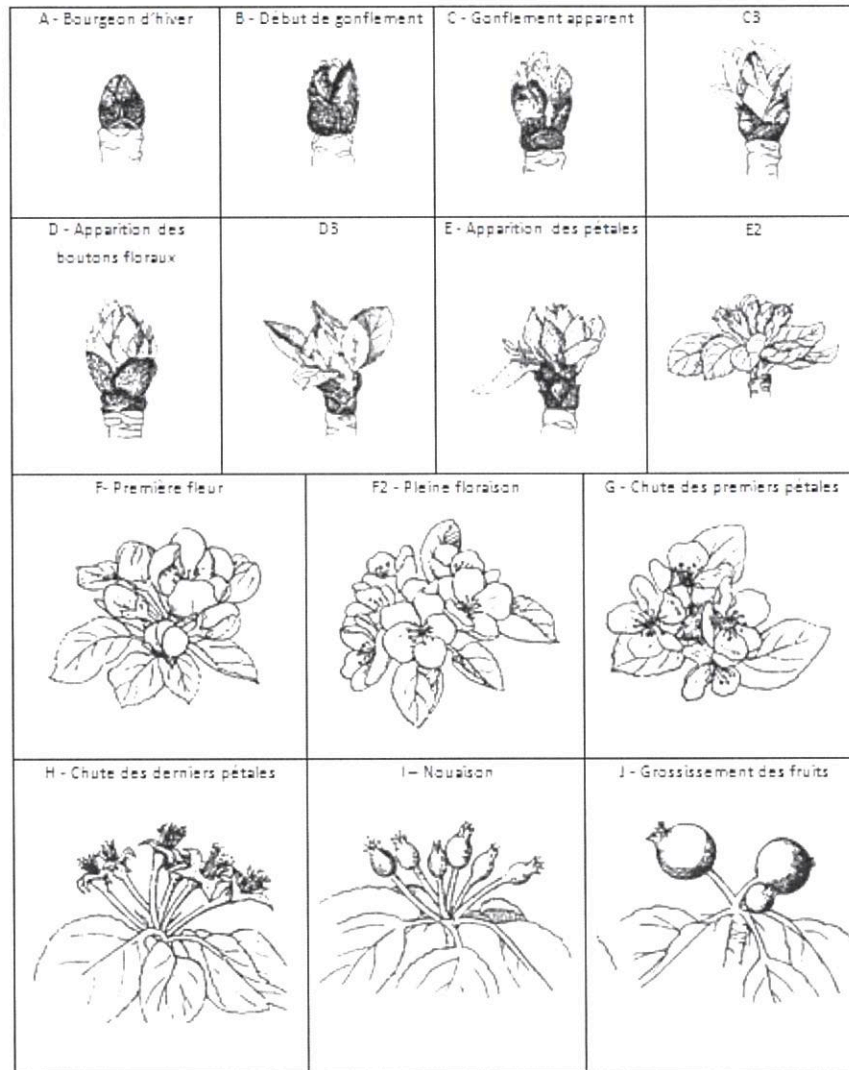 A - Bourgeon d'hiver
B - Début de gonflement
C - Gonflement apparent
C3
D - Apparition des
boutons floraux
D3
E - Apparition des pétales
E2
F- Première fleur
F2 - Pleine floraison
G - Chute des premiers pétales
H - Chute des derniers pétales
I – Nouaison
J - Grossissement des fruits